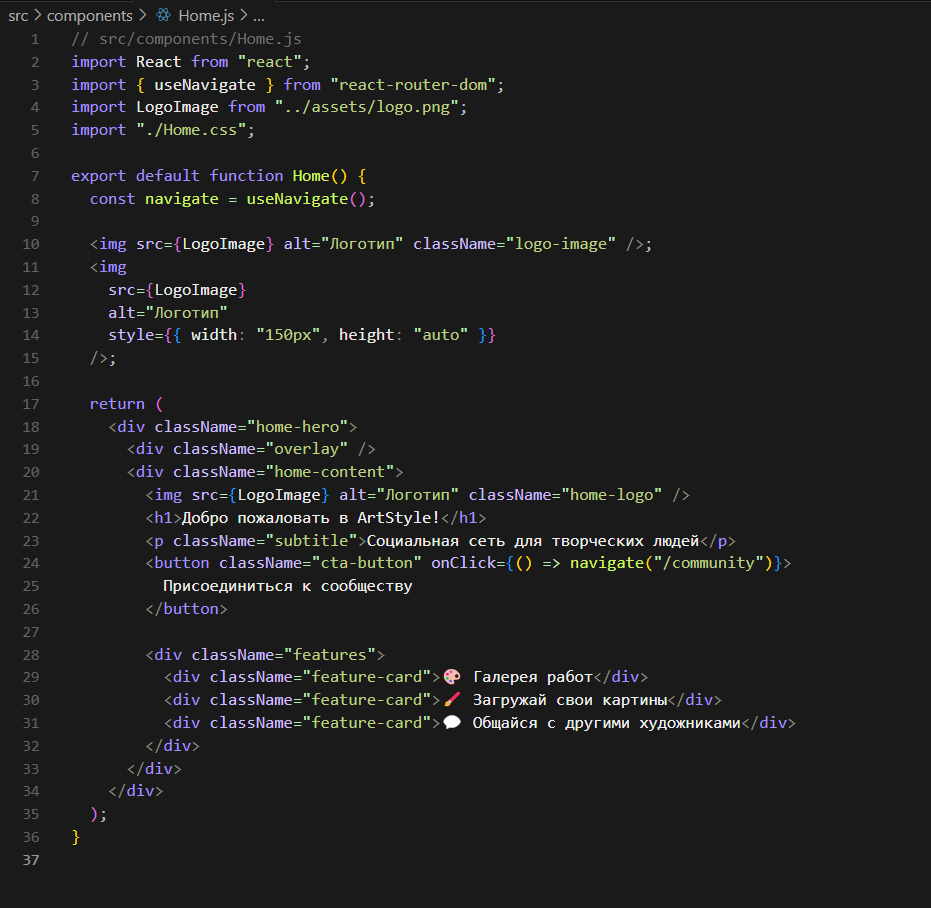 src > components > Home.js > ...
1 // src/components/Home.js
2 import React from "react";
3 import { useNavigate } from "react-router-dom";
4 import LogoImage from "../assets/logo.png";
5 import "./Home.css";
6
7 export default function Home() {
8   const navigate = useNavigate();
9
10   <img src={LogoImage} alt="Логотип" className="logo-image" />;
11   <img
12     src={LogoImage}
13     alt="Логотип"
14     style={{ width: "150px", height: "auto" }}
15   />;
16
17   return (
18     <div className="home-hero">
19       <div className="overlay" />
20       <div className="home-content">
21         <img src={LogoImage} alt="Логотип" className="home-logo" />
22         <h1>Добро пожаловать в ArtStyle!</h1>
23         <p className="subtitle">Социальная сеть для творческих людей</p>
24         <button className="cta-button" onClick={() => navigate("/community")}>
25           Присоединиться к сообществу
26         </button>
27
28         <div className="features">
29           <div className="feature-card">🎨 Галерея работ</div>
30           <div className="feature-card">🖌️ Загружай свои картины</div>
31           <div className="feature-card">💬 Общайся с другими художниками</div>
32         </div>
33       </div>
34     </div>
35   );
36 }
37